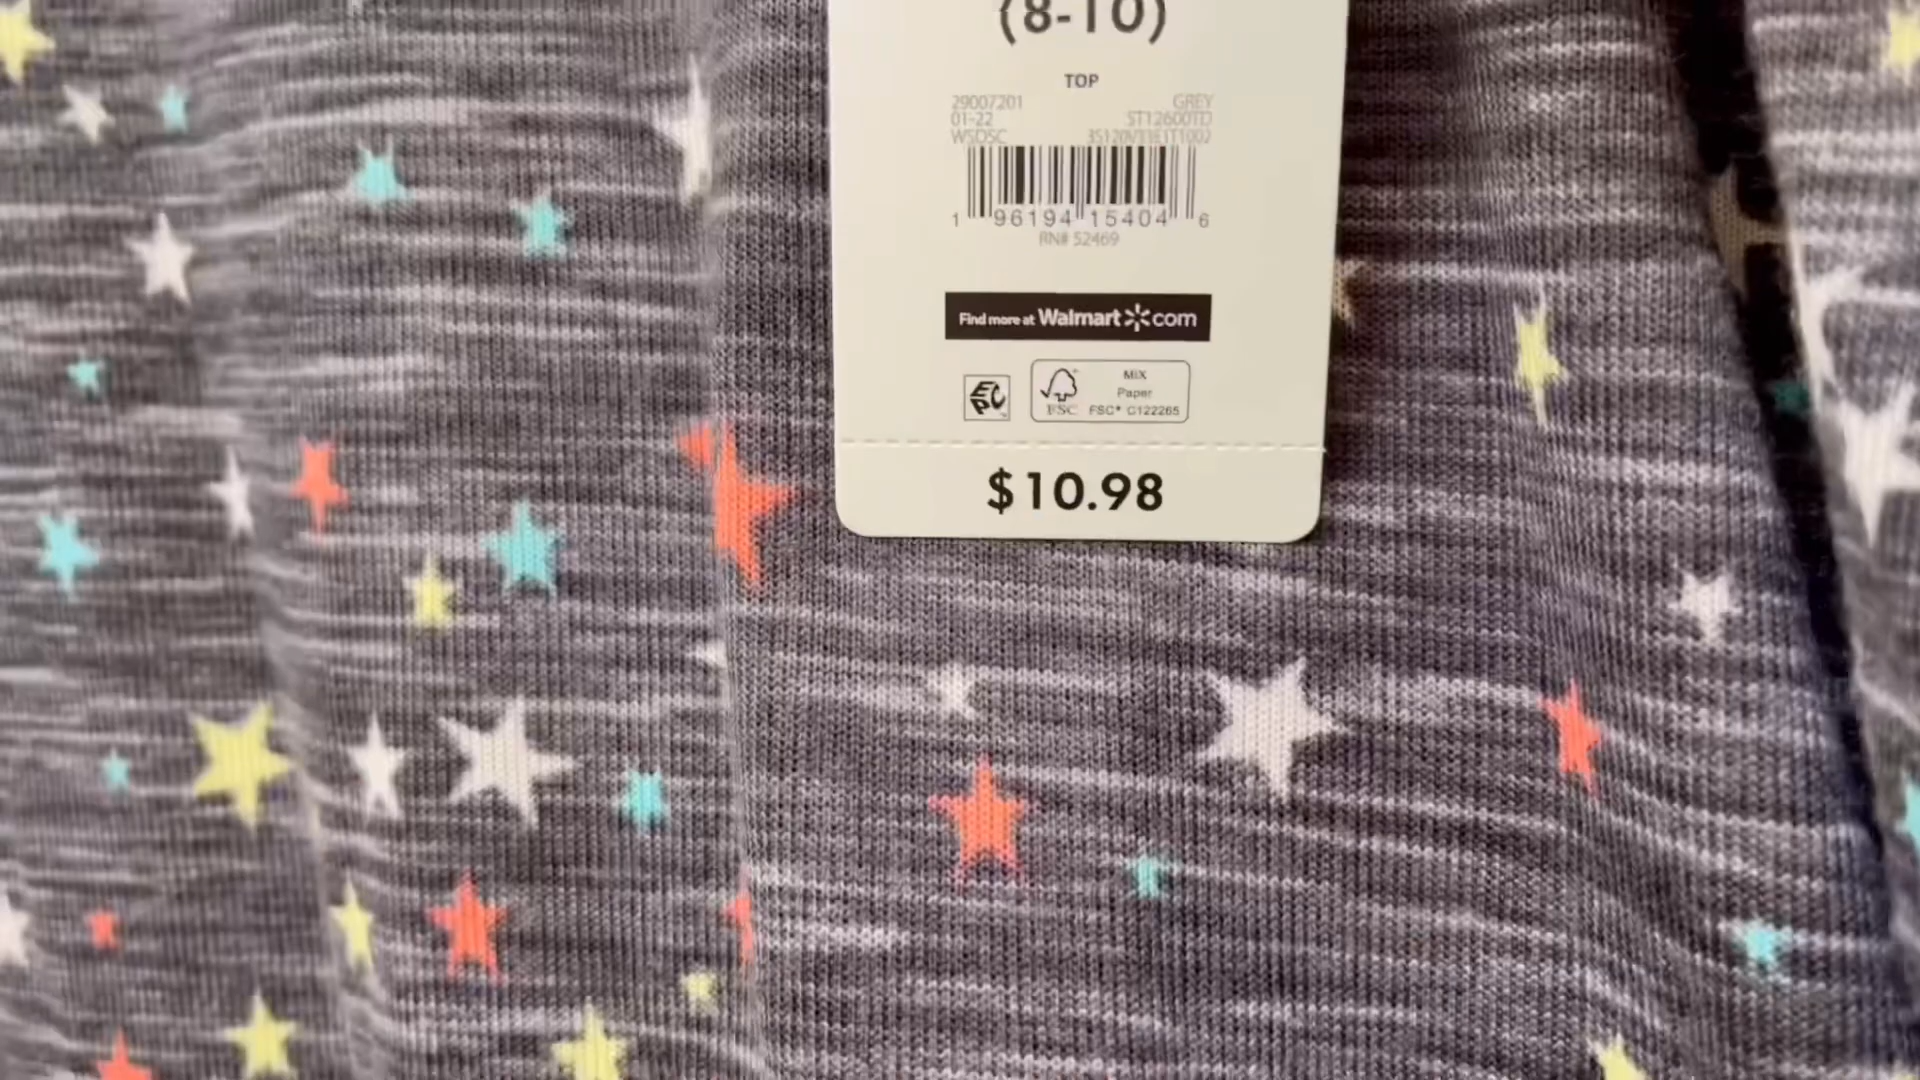 (8-10)
TOP
29007201 GREY
01-22 ST12600TD
WSDSC
1 96194 15404 6
RN# 52469
Find more at Walmart com
EPC MIX
Paper
FSC FSC® C122265
$10.98